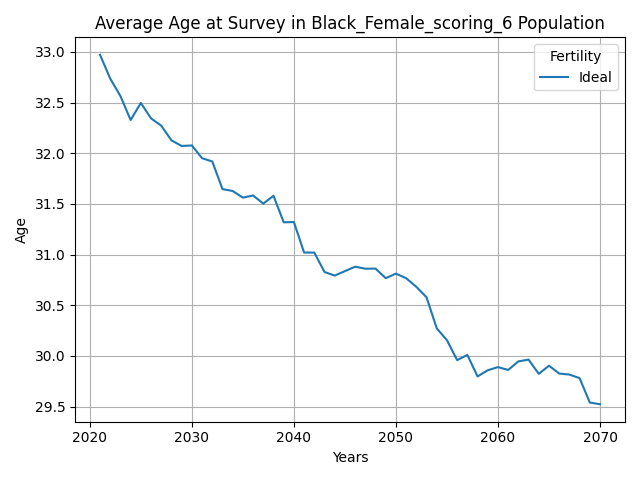 Average Age at Survey in Black_Female_scoring_6 Population
Fertility
Ideal
33.0
32.5
32.0
31.5
31.0
30.5
30.0
29.5
Age
2020 2030 2040 2050 2060 2070
Years